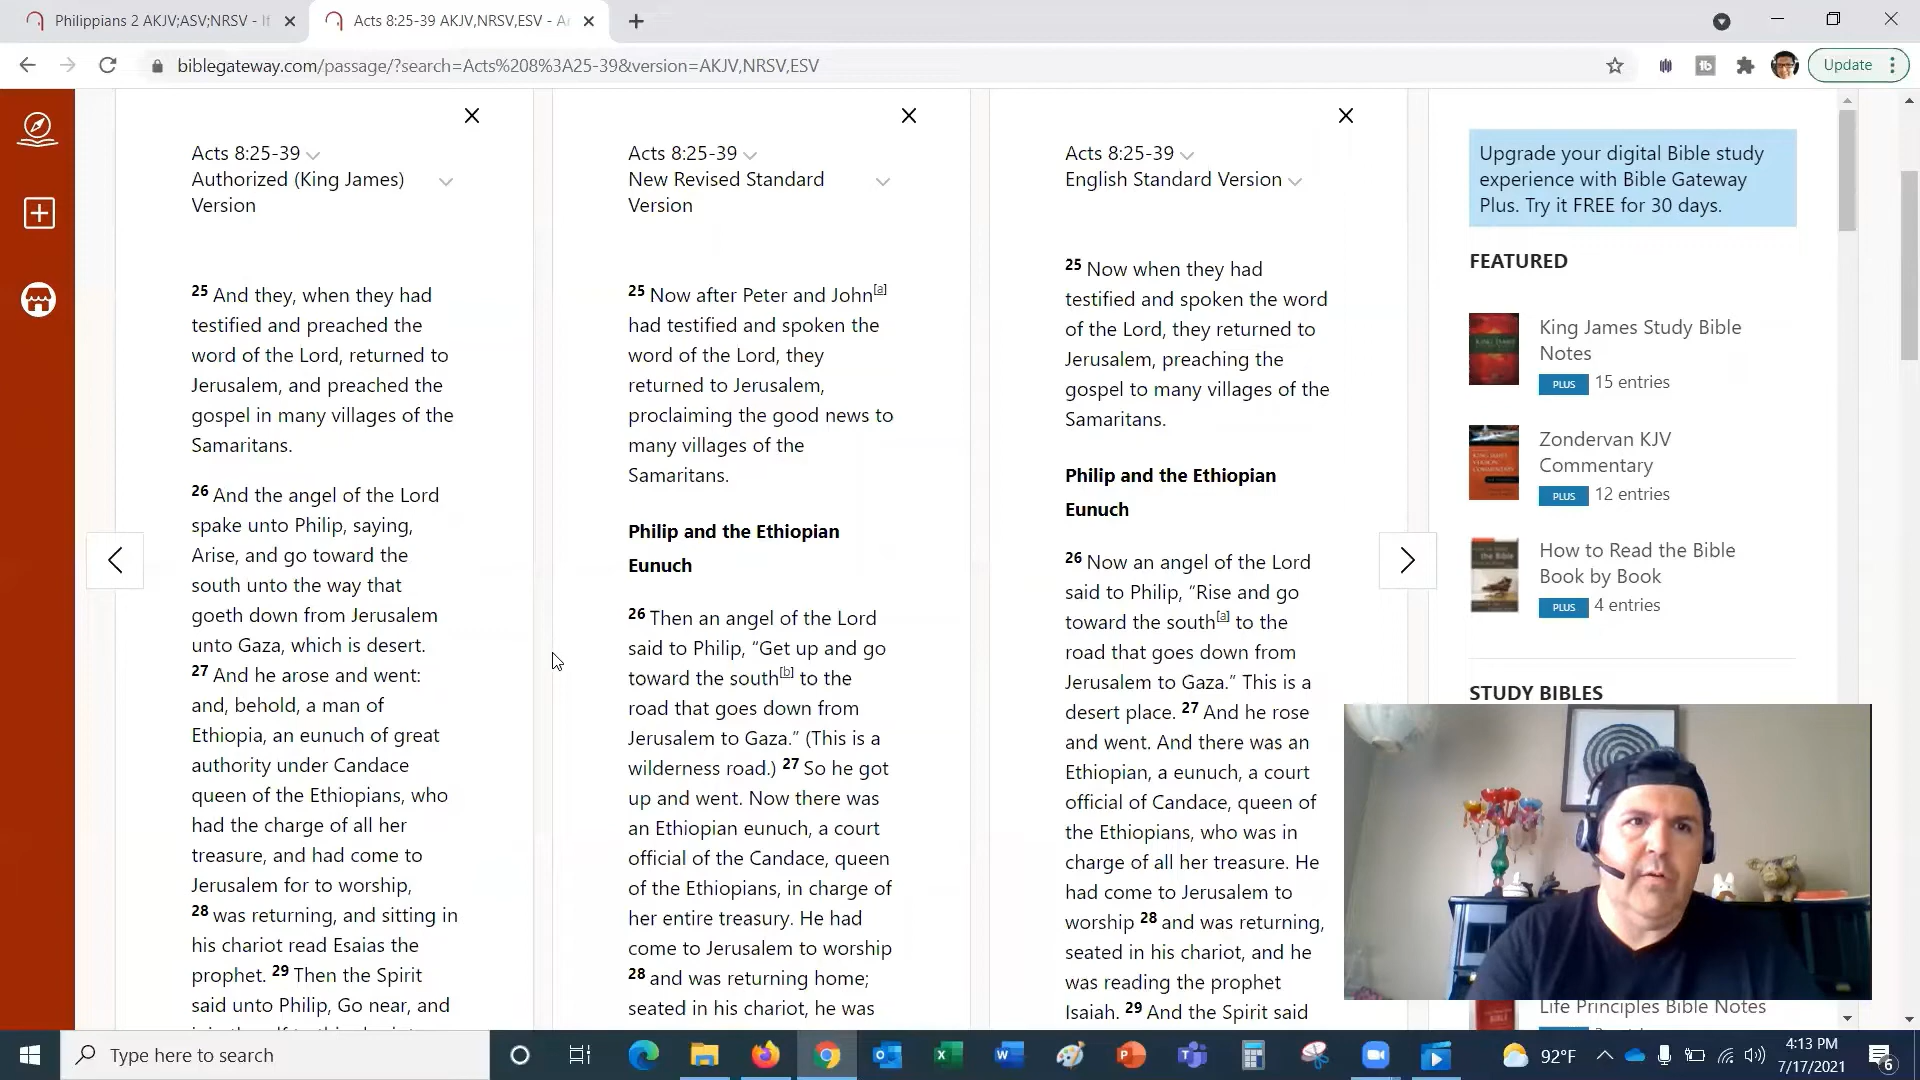 Philippians 2 AKJV;ASV;NRSV - If
Acts 8:25-39 AKJV,NRSV,ESV - A
biblegateway.com/passage/?search=Acts%208%3A25-39&version=AKJV,NRSV,ESV
Update
Acts 8:25-39
Authorized (King James)
Version
25 And they, when they had
testified and preached the
word of the Lord, returned to
Jerusalem, and preached the
gospel in many villages of the
Samaritans.
26 And the angel of the Lord
spake unto Philip, saying,
Arise, and go toward the
south unto the way that
goeth down from Jerusalem
unto Gaza, which is desert.
27 And he arose and went:
and, behold, a man of
Ethiopia, an eunuch of great
authority under Candace
queen of the Ethiopians, who
had the charge of all her
treasure, and had come to
Jerusalem for to worship,
28 was returning, and sitting in
his chariot read Esaias the
prophet. 29 Then the Spirit
said unto Philip, Go near, and
Acts 8:25-39
New Revised Standard
Version
25 Now after Peter and John[a]
had testified and spoken the
word of the Lord, they
returned to Jerusalem,
proclaiming the good news to
many villages of the
Samaritans.
Philip and the Ethiopian
Eunuch
26 Then an angel of the Lord
said to Philip, “Get up and go
toward the south[b] to the
road that goes down from
Jerusalem to Gaza.” (This is a
wilderness road.) 27 So he got
up and went. Now there was
an Ethiopian eunuch, a court
official of the Candace, queen
of the Ethiopians, in charge of
her entire treasury. He had
come to Jerusalem to worship
28 and was returning home;
seated in his chariot, he was
Acts 8:25-39
English Standard Version
25 Now when they had
testified and spoken the word
of the Lord, they returned to
Jerusalem, preaching the
gospel to many villages of the
Samaritans.
Philip and the Ethiopian
Eunuch
26 Now an angel of the Lord
said to Philip, “Rise and go
toward the south[a] to the
road that goes down from
Jerusalem to Gaza.” This is a
desert place. 27 And he rose
and went. And there was an
Ethiopian, a eunuch, a court
official of Candace, queen of
the Ethiopians, who was in
charge of all her treasure. He
had come to Jerusalem to
worship 28 and was returning,
seated in his chariot, and he
was reading the prophet
Isaiah. 29 And the Spirit said
Upgrade your digital Bible study
experience with Bible Gateway
Plus. Try it FREE for 30 days.
FEATURED
King James Study Bible
Notes
PLUS 15 entries
Zondervan KJV
Commentary
PLUS 12 entries
How to Read the Bible
Book by Book
PLUS 4 entries
STUDY BIBLES
Life Principles Bible Notes
Type here to search
92°F
4:13 PM
7/17/2021
6